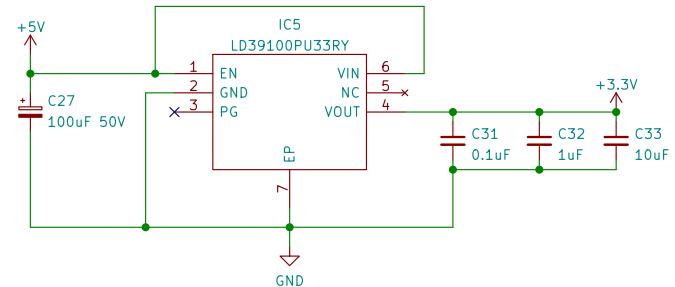 +5V
IC5
LD39100PU33RY
1 EN VIN 6
2 GND NC 5
3 PG VOUT 4
EP
7
+
C27
100uF 50V
+3.3V
C31 C32 C33
0.1uF 1uF 10uF
GND